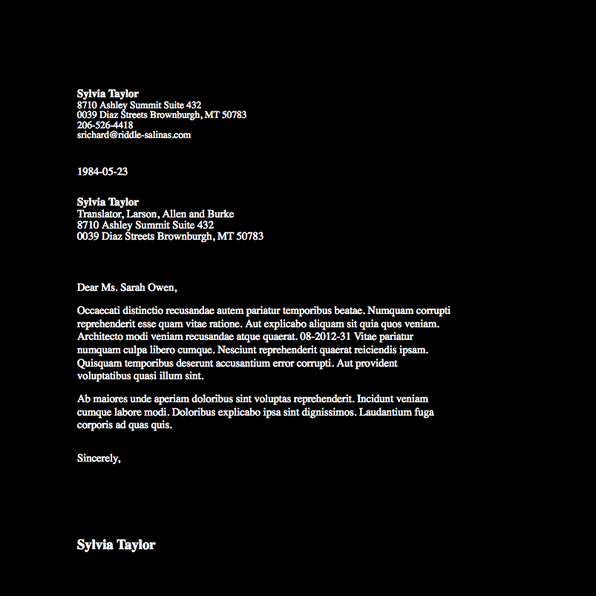 Sylvia Taylor
8710 Ashley Summit Suite 432
0039 Diaz Streets Brownburgh, MT 50783
206-526-4418
srichard@riddle-salinas.com
1984-05-23
Sylvia Taylor
Translator, Larson, Allen and Burke
8710 Ashley Summit Suite 432
0039 Diaz Streets Brownburgh, MT 50783
Dear Ms. Sarah Owen,
Occaecati distinctio recusandae autem pariatur temporibus beatae. Numquam corrupti
reprehenderit esse quam vitae ratione. Aut explicabo aliquam sit quia quos veniam.
Architecto modi veniam recusandae atque quaerat. 08-2012-31 Vitae pariatur
numquam culpa libero cumque. Nesciunt reprehenderit quaerat reiciendis ipsam.
Quisquam temporibus deserunt accusantium error corrupti. Aut provident
voluptatibus quasi illum sint.
Ab maiores unde aperiam doloribus sint voluptas reprehenderit. Incidunt veniam
cumque labore modi. Doloribus explicabo ipsa sint dignissimos. Laudantium fuga
corporis ad quas quis.
Sincerely,
Sylvia Taylor